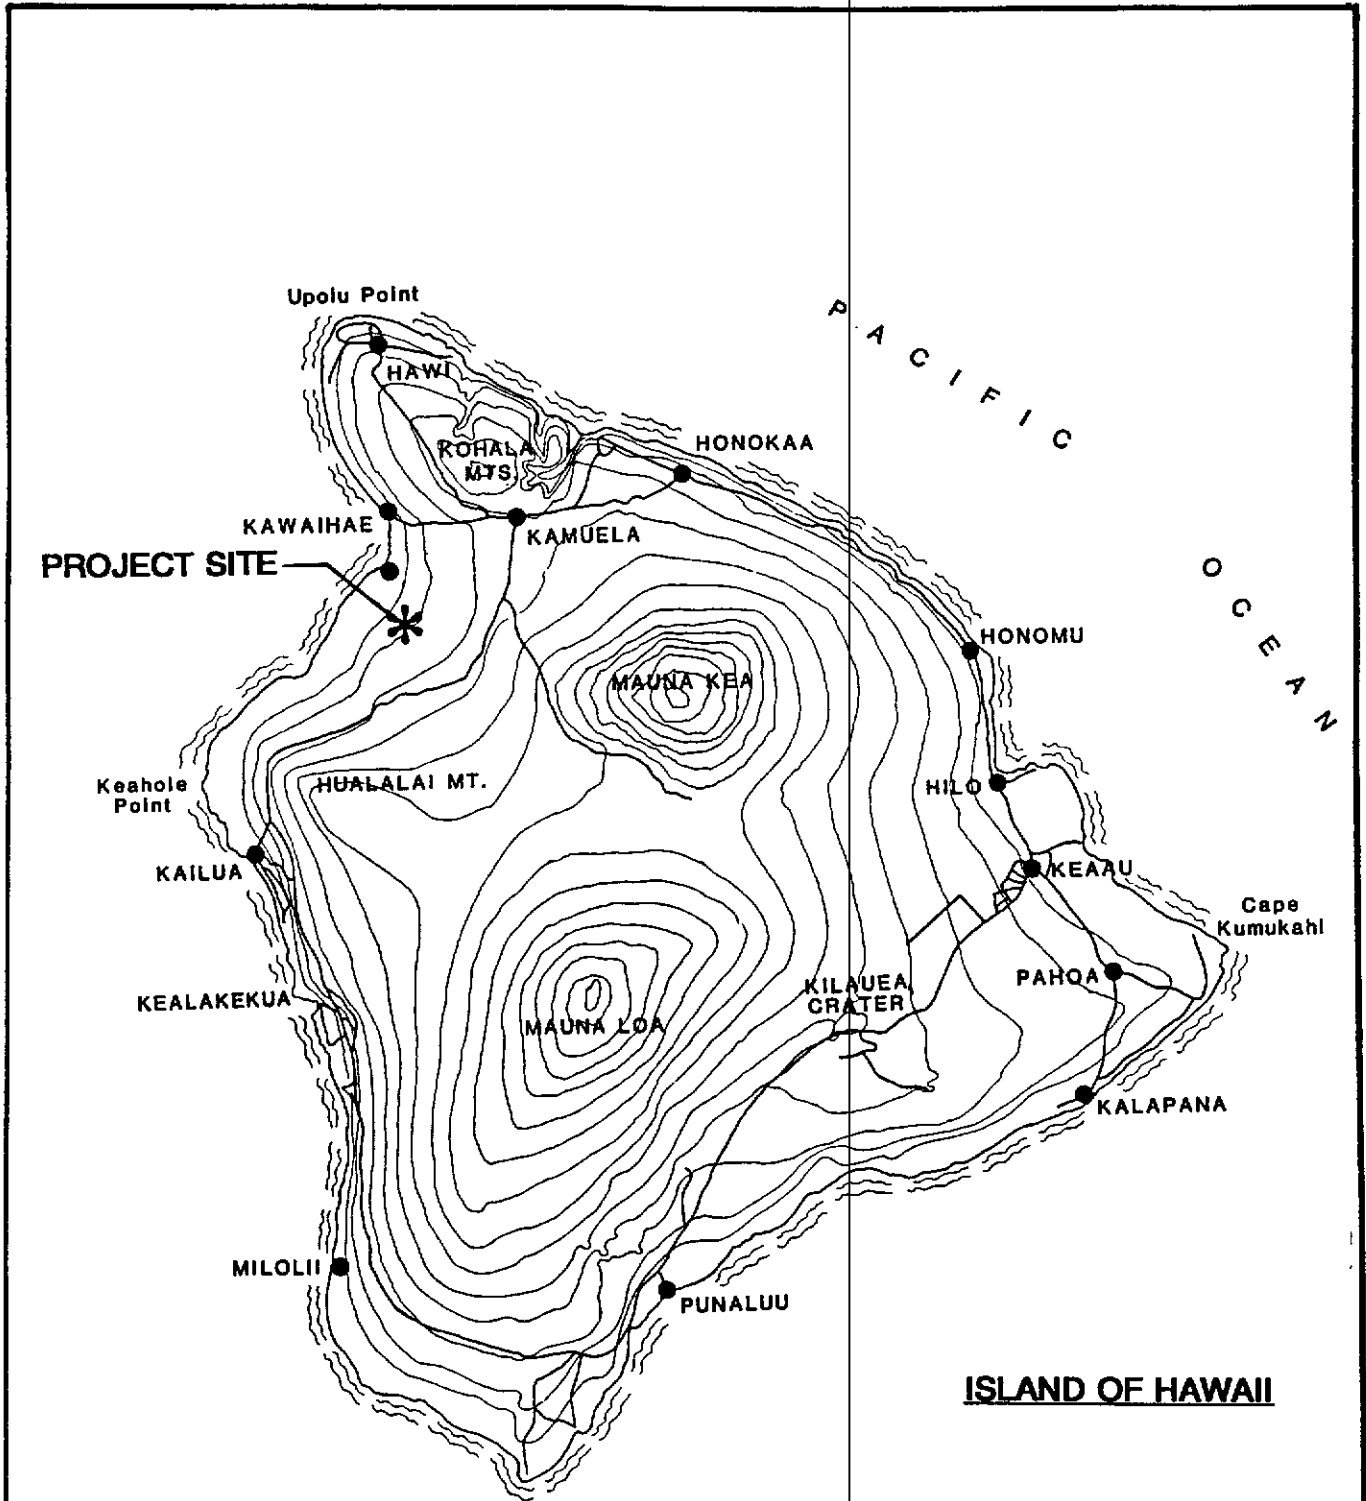 Upolu Point
PACIFIC
HAWI
KOHALA
MTS.
HONOKAA
KAWAIHAE
KAMUELA
PROJECT SITE
OCEAN
HONOMU
MAUNA KEA
Keahole
Point
HUALALAI MT.
HILO
KAILUA
KEAAU
Cape
Kumukahi
PAHOA
KILAUEA
CRATER
KEALAKEKUA
MAUNA LOA
KALAPANA
MILOLII
PUNALUU
ISLAND OF HAWAII